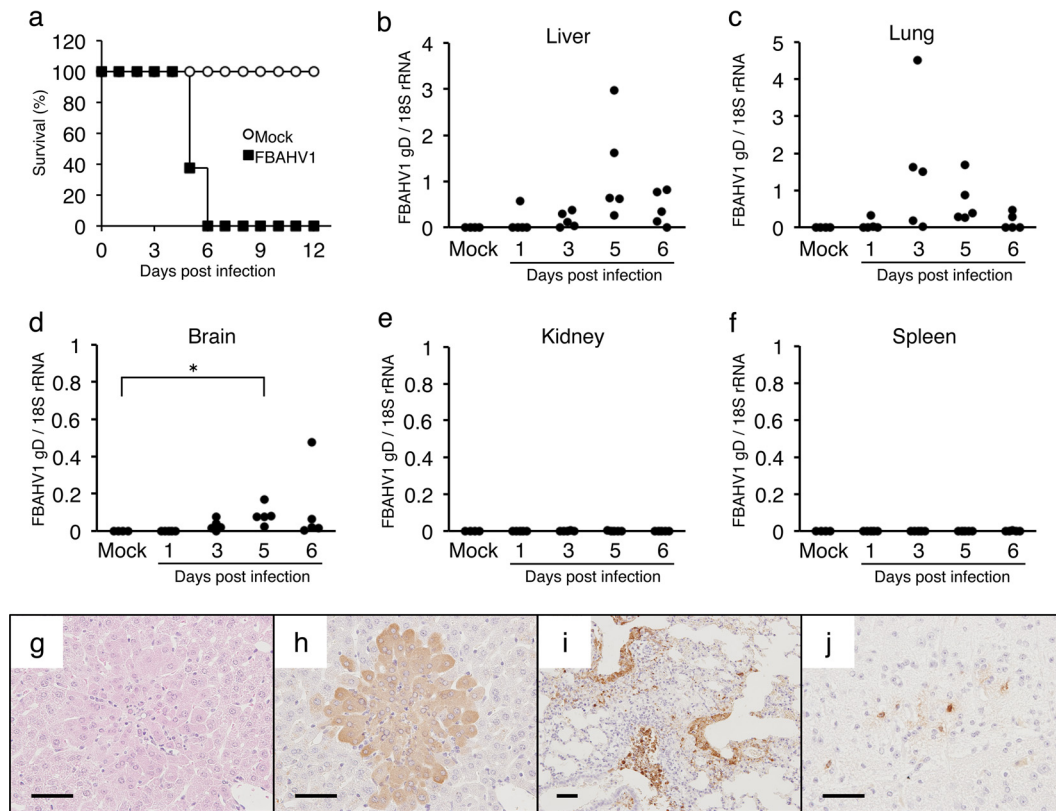 a
120
100
80
60
40
20
0
Survival (%)
Mock
FBAHV1
0 3 6 9 12
Days post infection
b
Liver
4
3
2
1
0
FBAHV1 gD / 18S rRNA
Mock 1 3 5 6
Days post infection
c
Lung
5
4
3
2
1
0
FBAHV1 gD / 18S rRNA
Mock 1 3 5 6
Days post infection
d
Brain
1
0.8
0.6
0.4
0.2
0
FBAHV1 gD / 18S rRNA
*
Mock 1 3 5 6
Days post infection
e
Kidney
1
0.8
0.6
0.4
0.2
0
FBAHV1 gD / 18S rRNA
Mock 1 3 5 6
Days post infection
f
Spleen
1
0.8
0.6
0.4
0.2
0
FBAHV1 gD / 18S rRNA
Mock 1 3 5 6
Days post infection
g
h
i
j